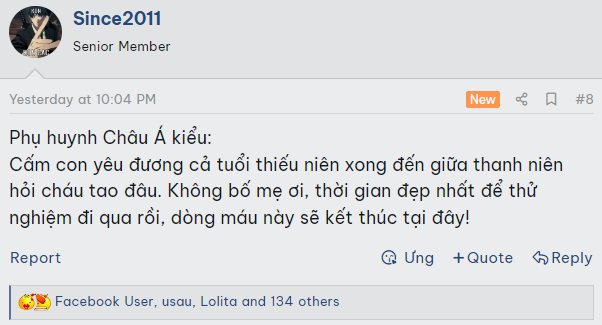 Since2011
Senior Member
Yesterday at 10:04 PM
New
#8
Phụ huynh Châu Á kiểu:
Cấm con yêu đương cả tuổi thiếu niên xong đến giữa thanh niên
hỏi cháu tao đâu. Không bố mẹ ơi, thời gian đẹp nhất để thử
nghiệm đi qua rồi, dòng máu này sẽ kết thúc tại đây!
Report
Ưng
+Quote
Reply
Facebook User, usau, Lolita and 134 others